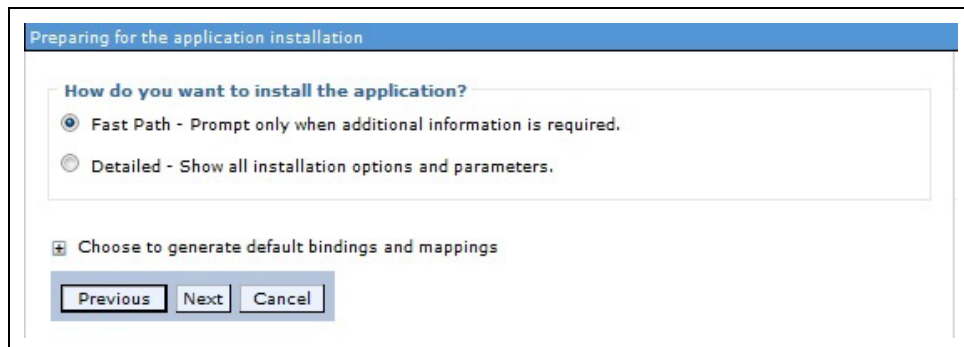 Preparing for the application installation
How do you want to install the application?
Fast Path - Prompt only when additional information is required.
Detailed - Show all installation options and parameters.
Choose to generate default bindings and mappings
Previous Next Cancel